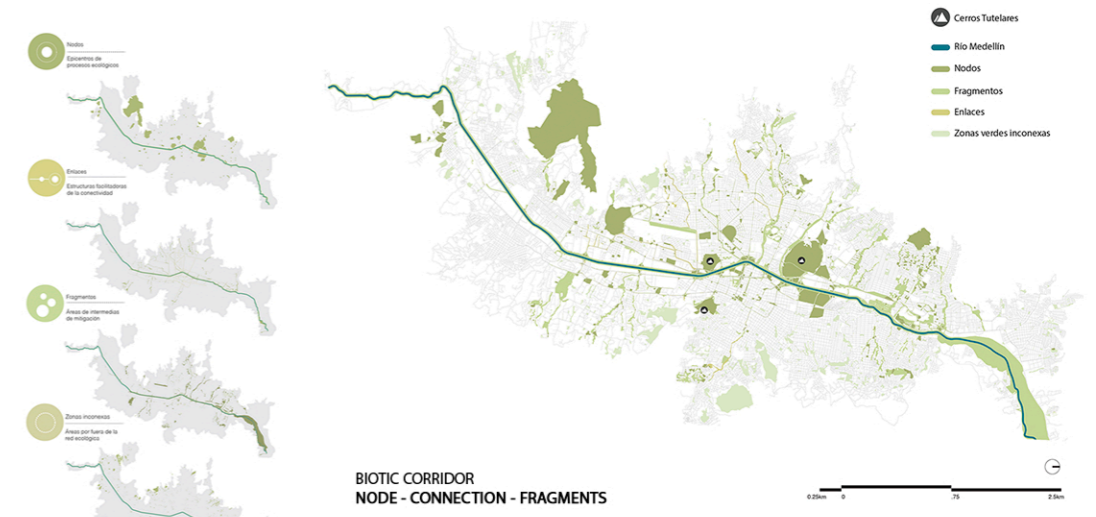 Nodos
Epicentros de
procesos ecológicos
Enlaces
Estructuras facilitadoras
de la conectividad
Fragmentos
Áreas de intermedias
de mitigación
Zonas inconexas
Áreas por fuera de la
red ecológica
Cerros Tutelares
Río Medellín
Nodos
Fragmentos
Enlaces
Zonas verdes inconexas
BIOTIC CORRIDOR
NODE - CONNECTION - FRAGMENTS
0.25km 0 .75 2.5km